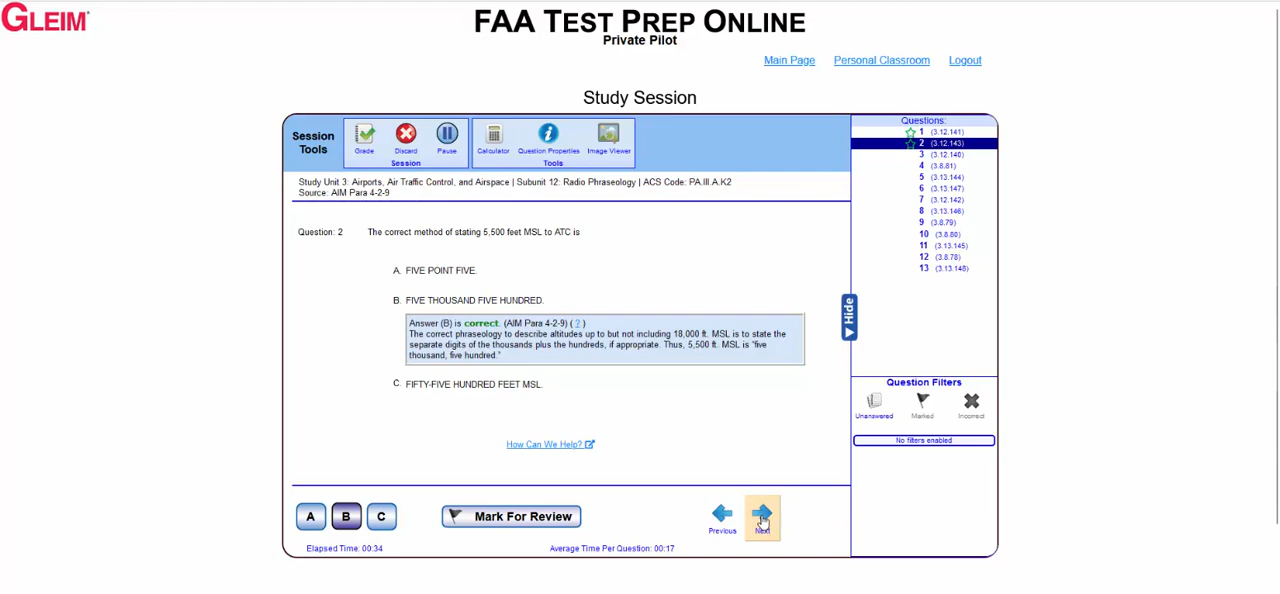 GLEIM
FAA TEST PREP ONLINE
Private Pilot
Main Page Personal Classroom Logout
Study Session
Session Tools
Grade Discard Pause
Session
Calculator Question Properties Image Viewer
Tools
Study Unit 3: Airports, Air Traffic Control, and Airspace | Subunit 12: Radio Phraseology | ACS Code: PA.III.A.K2
Source: AIM Para 4-2-9
Question: 2 The correct method of stating 5,500 feet MSL to ATC is
A. FIVE POINT FIVE.
B. FIVE THOUSAND FIVE HUNDRED.
Answer (B) is correct. (AIM Para 4-2-9) ( ? )
The correct phraseology to describe altitudes up to but not including 18,000 ft. MSL is to state the
separate digits of the thousands plus the hundreds, if appropriate. Thus, 5,500 ft. MSL is "five
thousand, five hundred."
C. FIFTY-FIVE HUNDRED FEET MSL.
How Can We Help?
A B C
Mark For Review
Previous Next
Elapsed Time: 00:34 Average Time Per Question: 00:17
Hide
Questions:
1 (3.12.141)
2 (3.12.143)
3 (3.12.140)
4 (3.8.81)
5 (3.13.144)
6 (3.13.147)
7 (3.12.142)
8 (3.13.146)
9 (3.8.79)
10 (3.8.80)
11 (3.13.145)
12 (3.8.78)
13 (3.13.148)
Question Filters
Unanswered Marked Incorrect
No filters enabled